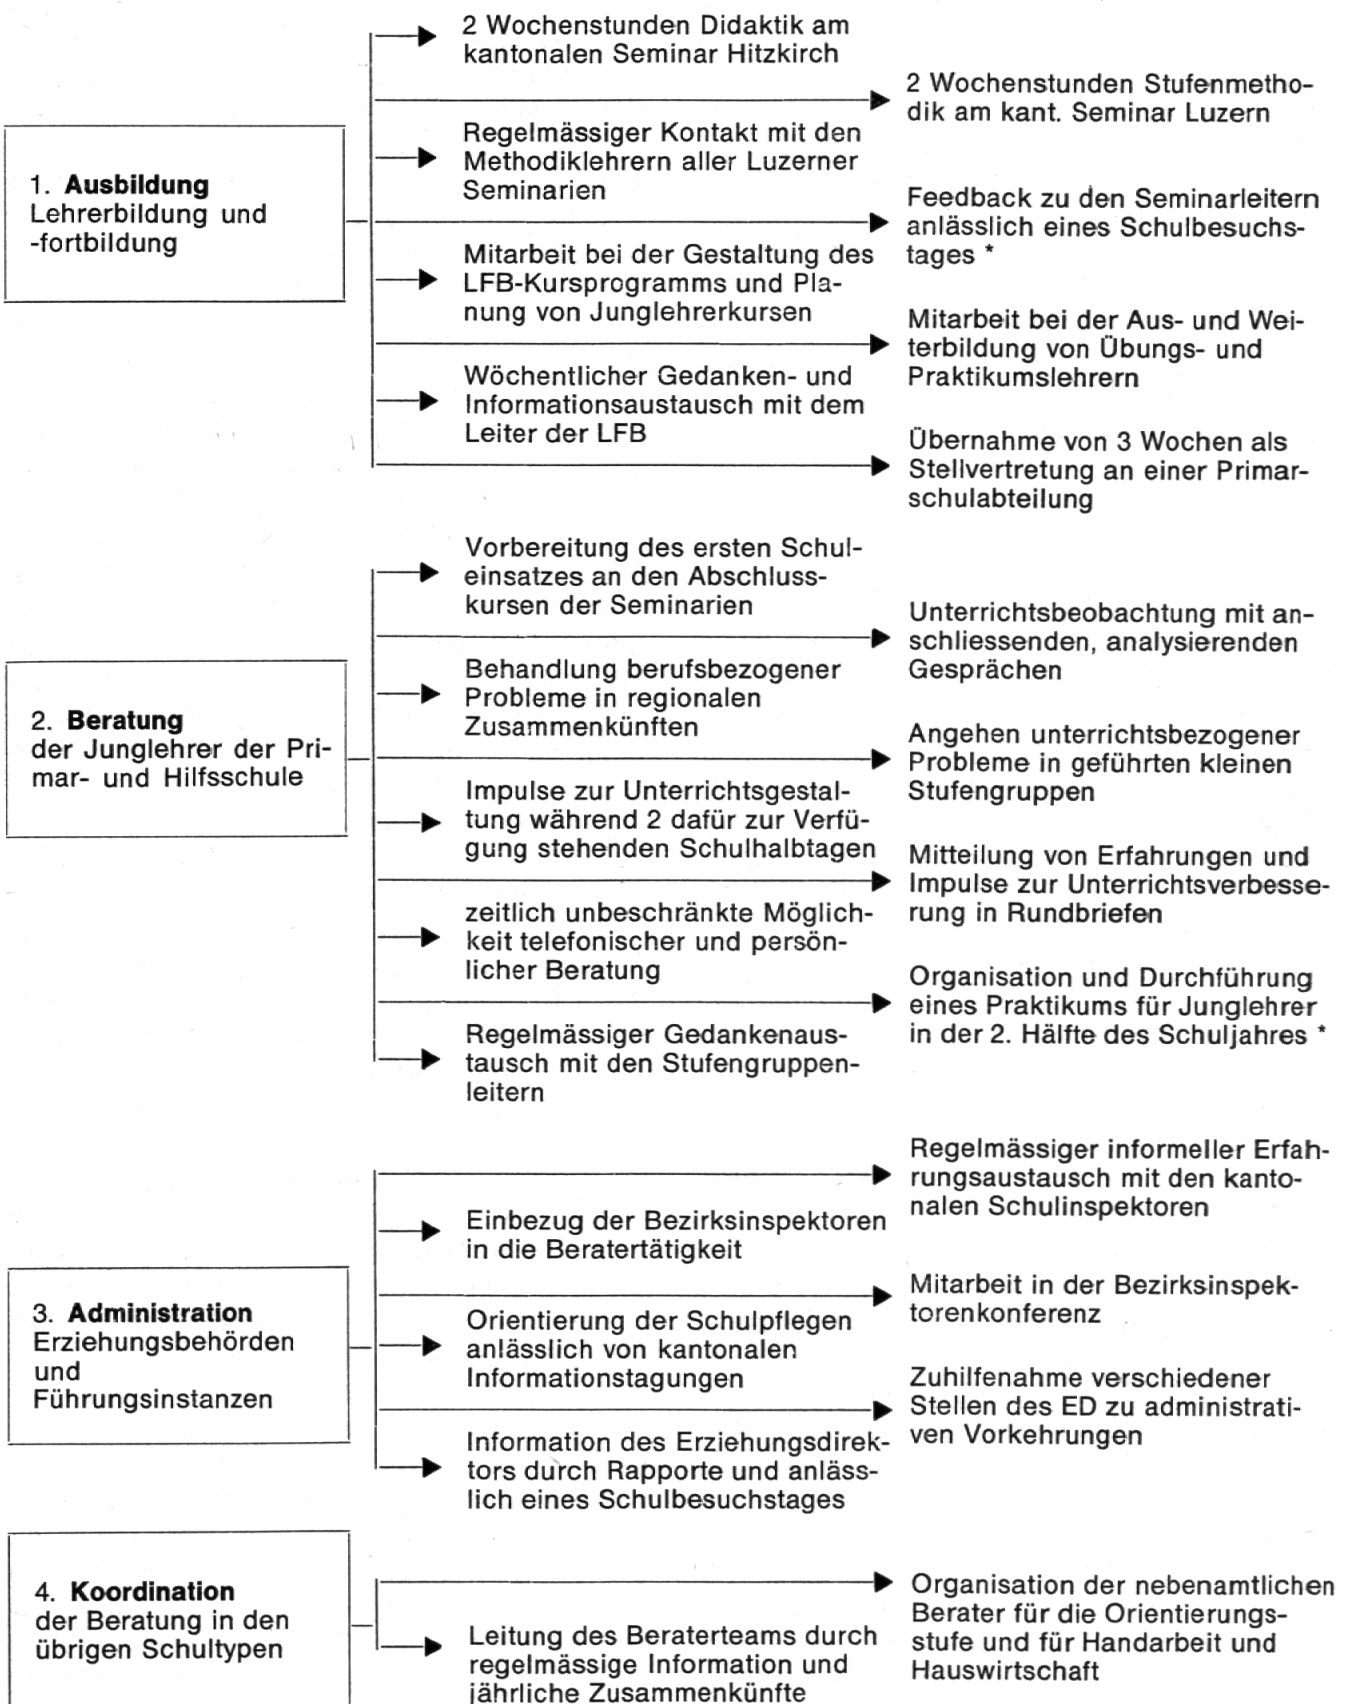 2 Wochenstunden Didaktik am
kantonalen Seminar Hitzkirch
2 Wochenstunden Stufenmetho-
dik am kant. Seminar Luzern
1. Ausbildung
Lehrerbildung und
-fortbildung
Regelmässiger Kontakt mit den
Methodiklehrern aller Luzerner
Seminarien
Feedback zu den Seminarleitern
anlässlich eines Schulbesuchs-
tages *
Mitarbeit bei der Gestaltung des
LFB-Kursprogramms und Pla-
nung von Junglehrerkursen
Mitarbeit bei der Aus- und Wei-
terbildung von Übungs- und
Praktikumslehrern
Wöchentlicher Gedanken- und
Informationsaustausch mit dem
Leiter der LFB
Übernahme von 3 Wochen als
Stellvertretung an einer Primar-
schulabteilung
2. Beratung
der Junglehrer der Pri-
mar- und Hilfsschule
Vorbereitung des ersten Schul-
einsatzes an den Abschluss-
kursen der Seminarien
Unterrichtsbeobachtung mit an-
schliessenden, analysierenden
Gesprächen
Behandlung berufsbezogener
Probleme in regionalen
Zusammenkünften
Angehen unterrichtsbezogener
Probleme in geführten kleinen
Stufengruppen
Impulse zur Unterrichtsgestal-
tung während 2 dafür zur Verfü-
gung stehenden Schulhalbtagen
Mitteilung von Erfahrungen und
Impulse zur Unterrichtsverbesse-
rung in Rundbriefen
zeitlich unbeschränkte Möglich-
keit telefonischer und persön-
licher Beratung
Organisation und Durchführung
eines Praktikums für Junglehrer
in der 2. Hälfte des Schuljahres *
Regelmässiger Gedankenaus-
tausch mit den Stufengruppen-
leitern
3. Administration
Erziehungsbehörden
und
Führungsinstanzen
Regelmässiger informeller Erfah-
rungsaustausch mit den kanto-
nalen Schulinspektoren
Einbezug der Bezirksinspektoren
in die Beratertätigkeit
Mitarbeit in der Bezirksinspek-
torenkonferenz
Orientierung der Schulpflegen
anlässlich von kantonalen
Informationstagungen
Zuhilfenahme verschiedener
Stellen des ED zu administrati-
ven Vorkehrungen
Information des Erziehungsdirek-
tors durch Rapporte und anläss-
lich eines Schulbesuchstages
4. Koordination
der Beratung in den
übrigen Schultypen
Organisation der nebenamtlichen
Berater für die Orientierungs-
stufe und für Handarbeit und
Hauswirtschaft
Leitung des Beraterteams durch
regelmässige Information und
jährliche Zusammenkünfte